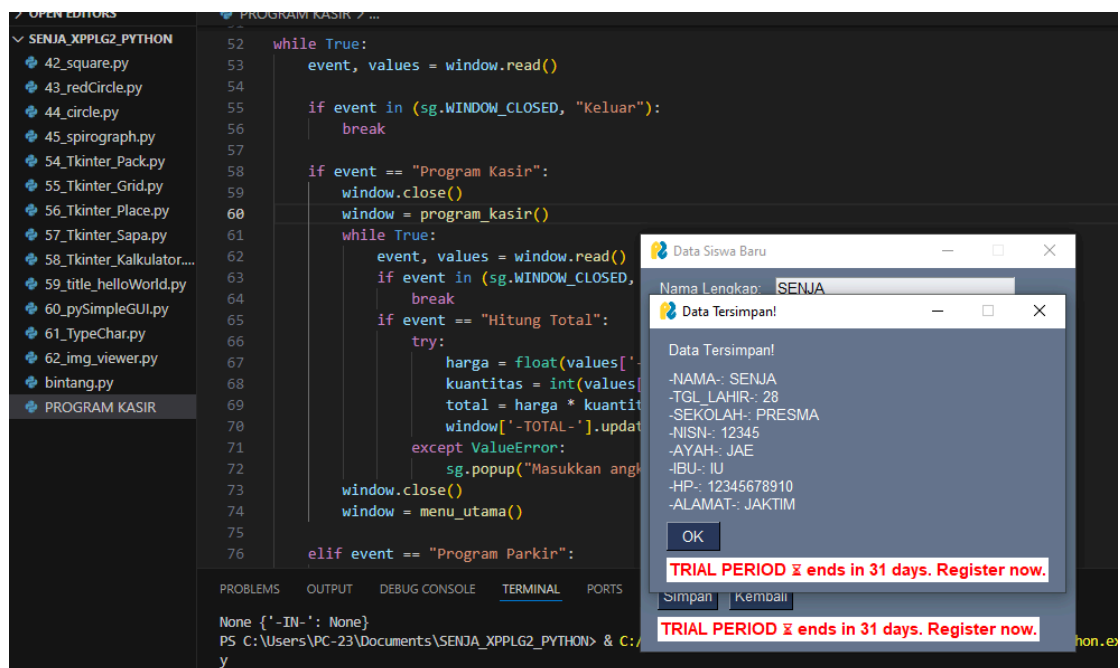 OPEN EDITORS
SENJA_XPPLG2_PYTHON
42_square.py
43_redCircle.py
44_circle.py
45_spirograph.py
54_Tkinter_Pack.py
55_Tkinter_Grid.py
56_Tkinter_Place.py
57_Tkinter_Sapa.py
58_Tkinter_Kalkulator....
59_title_helloWorld.py
60_pySimpleGUI.py
61_TypeChar.py
62_img_viewer.py
bintang.py
PROGRAM KASIR
PROGRAM KASIR > ...
52 while True:
53 event, values = window.read()
54
55 if event in (sg.WINDOW_CLOSED, "Keluar"):
56 break
57
58 if event == "Program Kasir":
59 window.close()
60 window = program_kasir()
61 while True:
62 event, values = window.read()
63 if event in (sg.WINDOW_CLOSED,
64 break
65 if event == "Hitung Total":
66 try:
67 harga = float(values['-
68 kuantitas = int(values[
69 total = harga * kuantit
70 window['-TOTAL-'].updat
71 except ValueError:
72 sg.popup("Masukkan angk
73 window.close()
74 window = menu_utama()
75
76 elif event == "Program Parkir":
PROBLEMS OUTPUT DEBUG CONSOLE TERMINAL PORTS
None {'-IN-': None}
PS C:\Users\PC-23\Documents\SENJA_XPPLG2_PYTHON> & C:/
hon.ex
y
Data Siswa Baru
Nama Lengkap: SENJA
Data Tersimpan!
Data Tersimpan!
-NAMA-: SENJA
-TGL_LAHIR-: 28
-SEKOLAH-: PRESMA
-NISN-: 12345
-AYAH-: JAE
-IBU-: IU
-HP-: 12345678910
-ALAMAT-: JAKTIM
OK
TRIAL PERIOD ⏳ ends in 31 days. Register now.
Simpan Kembali
TRIAL PERIOD ⏳ ends in 31 days. Register now.